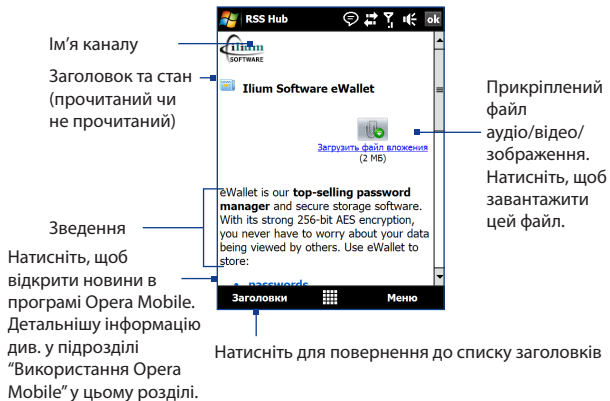 RSS Hub
ok
Ім’я каналу
Ilium
SOFTWARE
Заголовок та стан
(прочитаний чи
не прочитаний)
Ilium Software eWallet
Загрузить файл вложения
(2 МБ)
Прикріплений
файл
аудіо/відео/
зображення.
Натисніть, щоб
завантажити
цей файл.
Зведення
eWallet is our top-selling password
manager and secure storage software.
With its strong 256-bit AES encryption,
you never have to worry about your data
being viewed by others. Use eWallet to
store:
passwords
Натисніть, щоб
відкрити новини в
програмі Opera Mobile.
Детальнішу інформацію
див. у підрозділі
“Використання Opera
Mobile” у цьому розділі.
Заголовки
Меню
Натисніть для повернення до списку заголовків